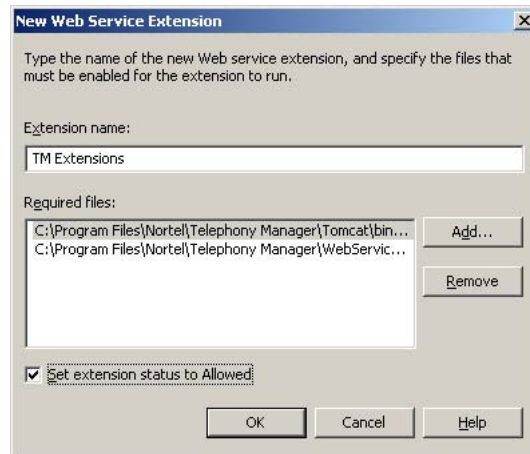 New Web Service Extension
Type the name of the new Web service extension, and specify the files that
must be enabled for the extension to run.
Extension name:
TM Extensions
Required files:
C:\Program Files\Nortel\Telephony Manager\Tomcat\bin...
C:\Program Files\Nortel\Telephony Manager\WebServic...
Add...
Remove
Set extension status to Allowed
OK
Cancel
Help